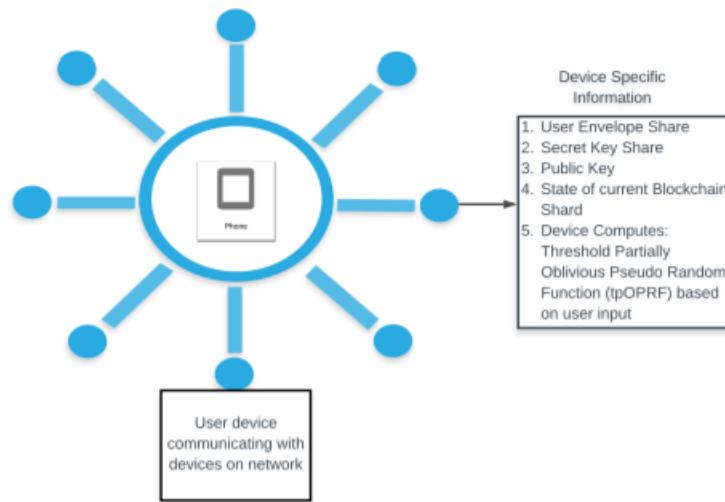 Device Specific
Information
1. User Envelope Share
2. Secret Key Share
3. Public Key
4. State of current Blockchain
Shard
5. Device Computes:
Threshold Partially
Oblivious Pseudo Random
Function (tpOPRF) based
on user input
Phone
User device
communicating with
devices on network